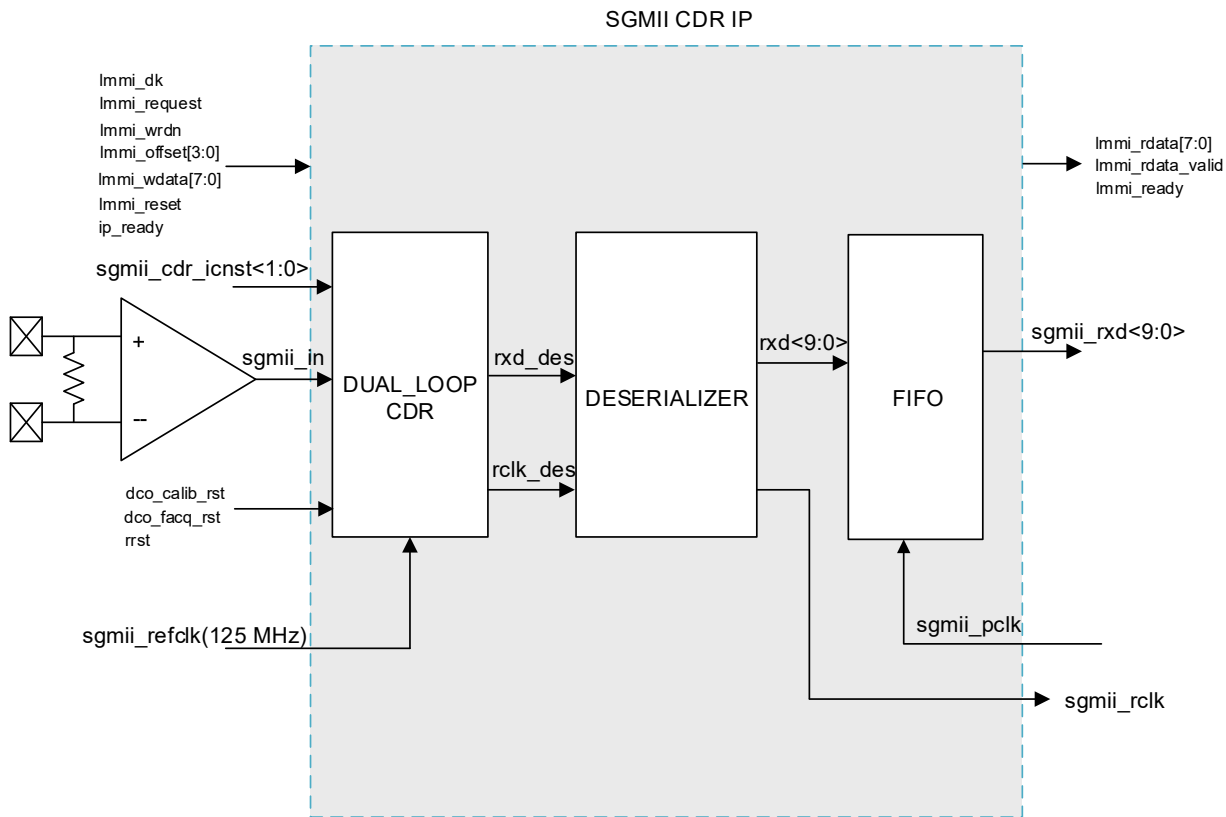 SGMII CDR IP
lmmi_dk
lmmi_request
lmmi_wrdn
lmmi_offset[3:0]
lmmi_wdata[7:0]
lmmi_reset
ip_ready
lmmi_rdata[7:0]
lmmi_rdata_valid
lmmi_ready
sgmii_cdr_icnst<1:0>
+
--
sgmii_in
DUAL_LOOP
CDR
rxd_des
rclk_des
DESERIALIZER
rxd<9:0>
FIFO
sgmii_rxd<9:0>
dco_calib_rst
dco_facq_rst
rrst
sgmii_refclk(125 MHz)
sgmii_pclk
sgmii_rclk